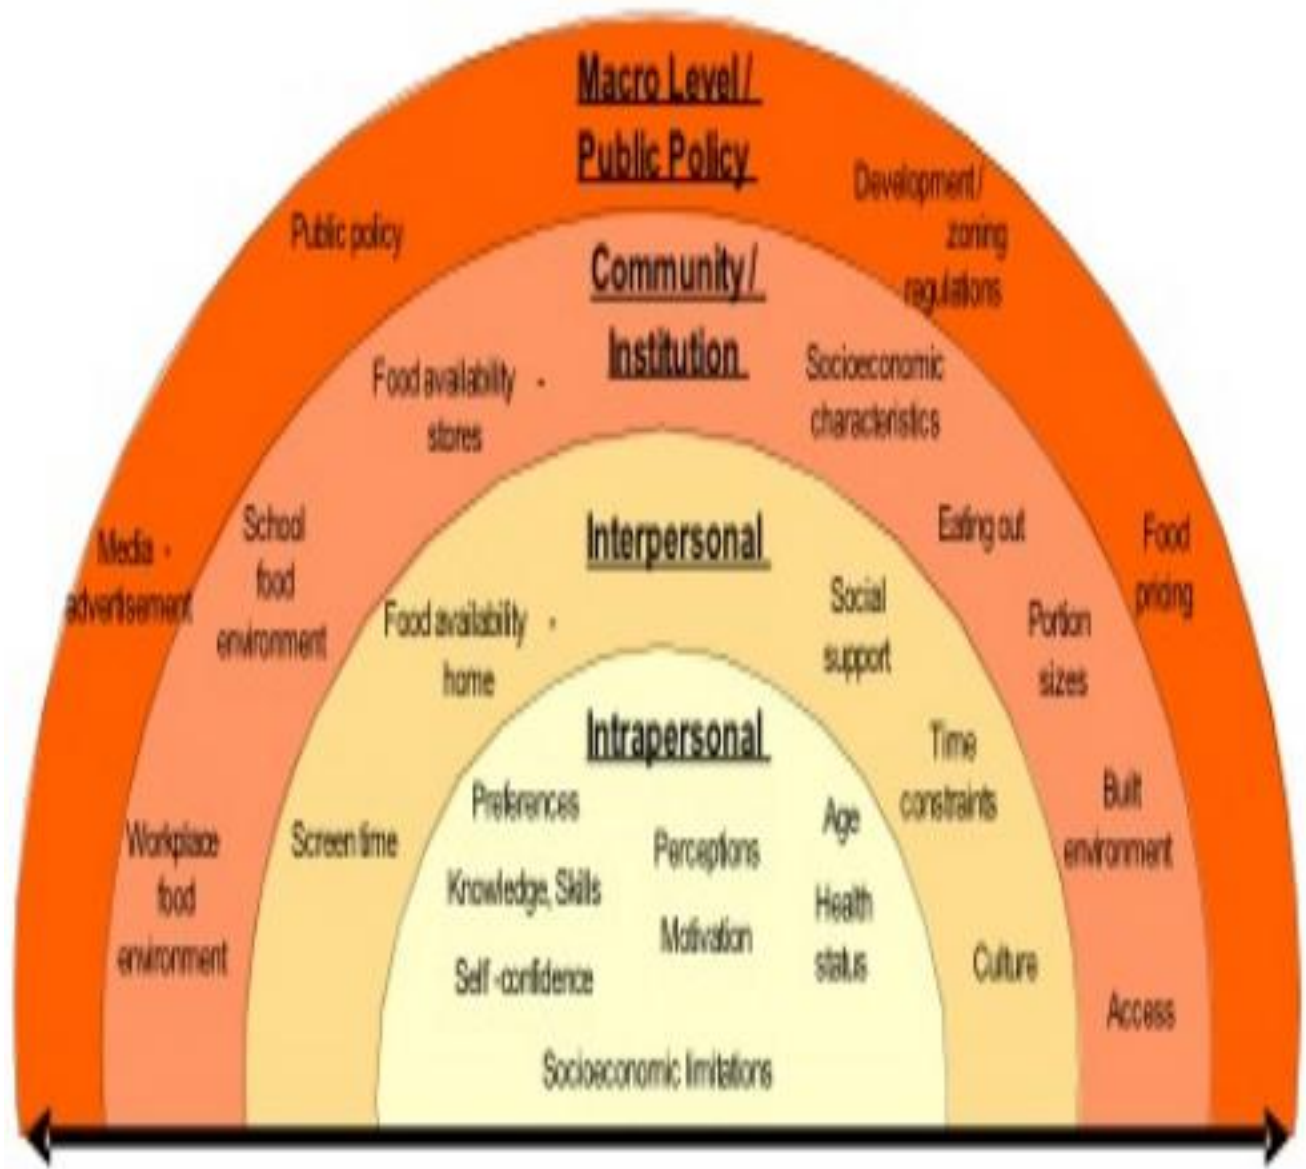 Macro Level /
Public Policy
Public policy
Development /
zoning
regulations
Media -
advertisement
Food
pricing
Community /
Institution
Food availability -
stores
Socioeconomic
characteristics
School
food
environment
Eating out
Portion
sizes
Workplace
food
environment
Built
environment
Access
Interpersonal
Food availability -
home
Social
support
Screen time
Time
constraints
Culture
Intrapersonal
Preferences
Perceptions
Age
Knowledge, Skills
Motivation
Health
status
Self -confidence
Socioeconomic limitations